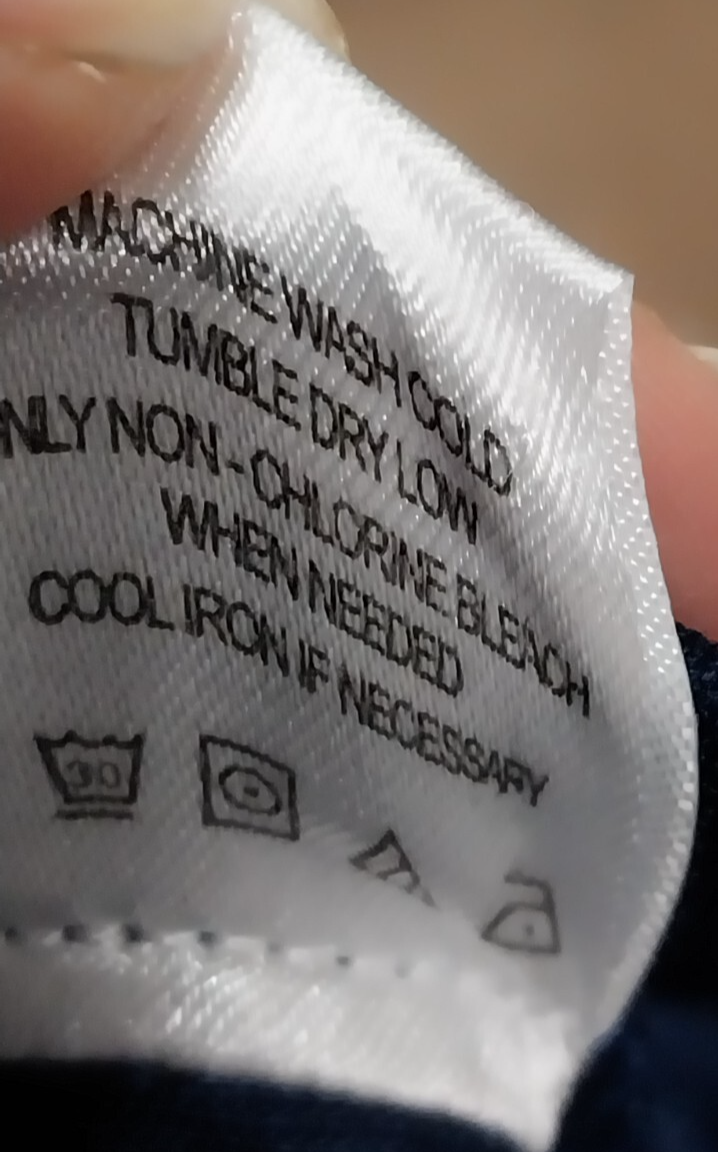 MACHINE WASH COLD
TUMBLE DRY LOW
NLY NON-CHLORINE BLEACH
WHEN NEEDED
COOL IRON IF NECESSARY
30